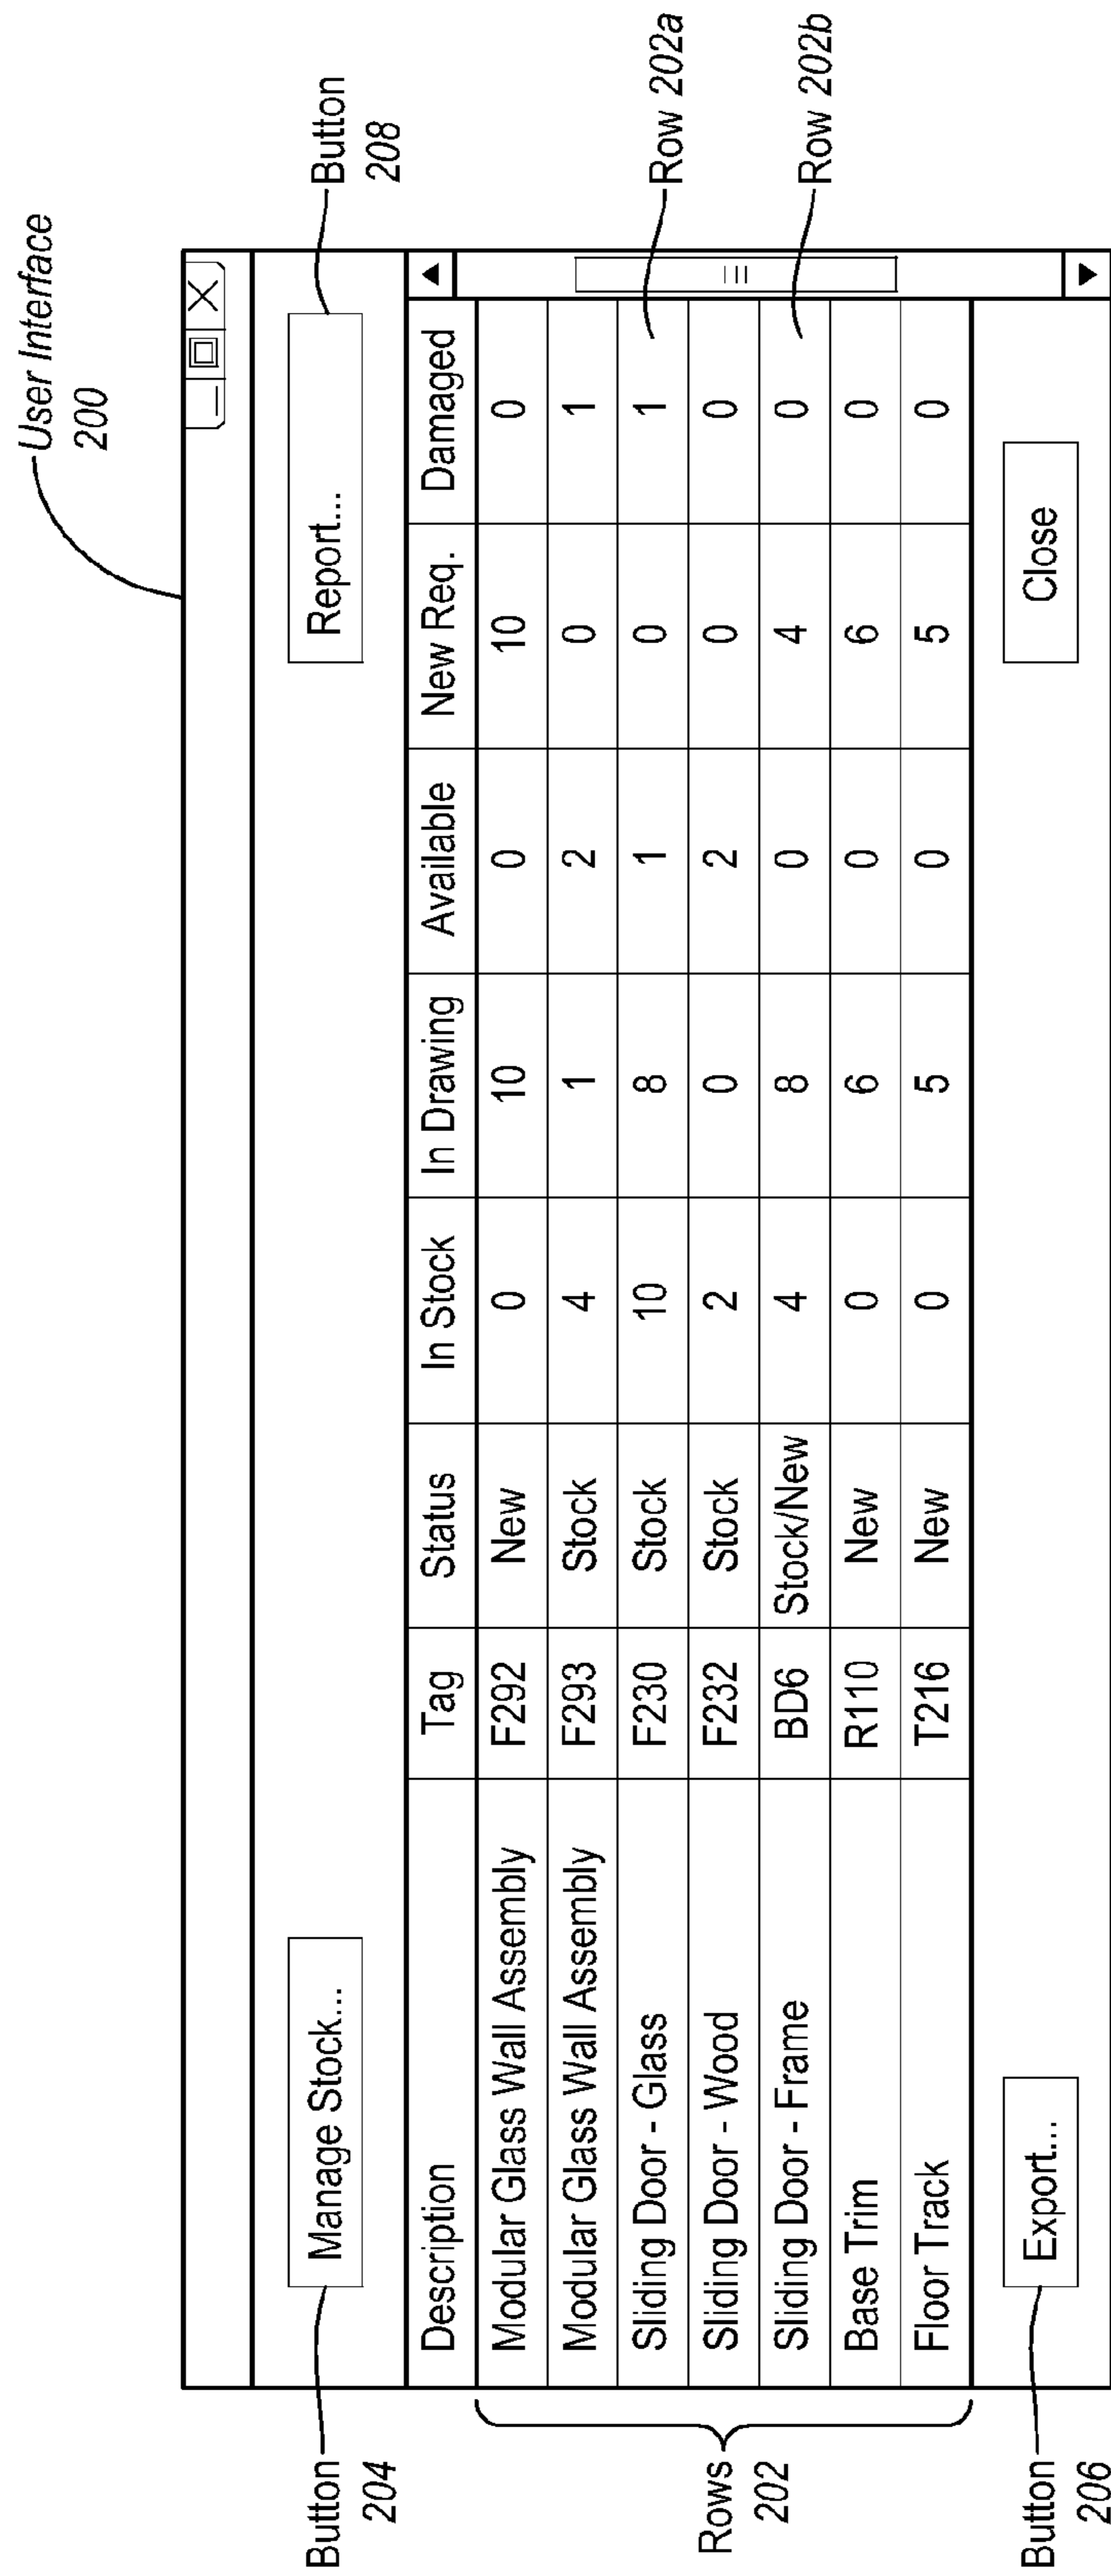 User Interface
200
Button
204
Manage Stock...
Report...
Button
208
Description Tag Status In Stock In Drawing Available New Req. Damaged
Modular Glass Wall Assembly F292 New 0 10 0 10 0
Modular Glass Wall Assembly F293 Stock 4 1 2 0 1
Sliding Door - Glass F230 Stock 10 8 1 0 1
Sliding Door - Wood F232 Stock 2 0 2 0 0
Sliding Door - Frame BD6 Stock/New 4 8 0 4 0
Base Trim R110 New 0 6 0 6 0
Floor Track T216 New 0 5 0 5 0
Rows
202
Row 202a
Row 202b
Button
206
Export...
Close